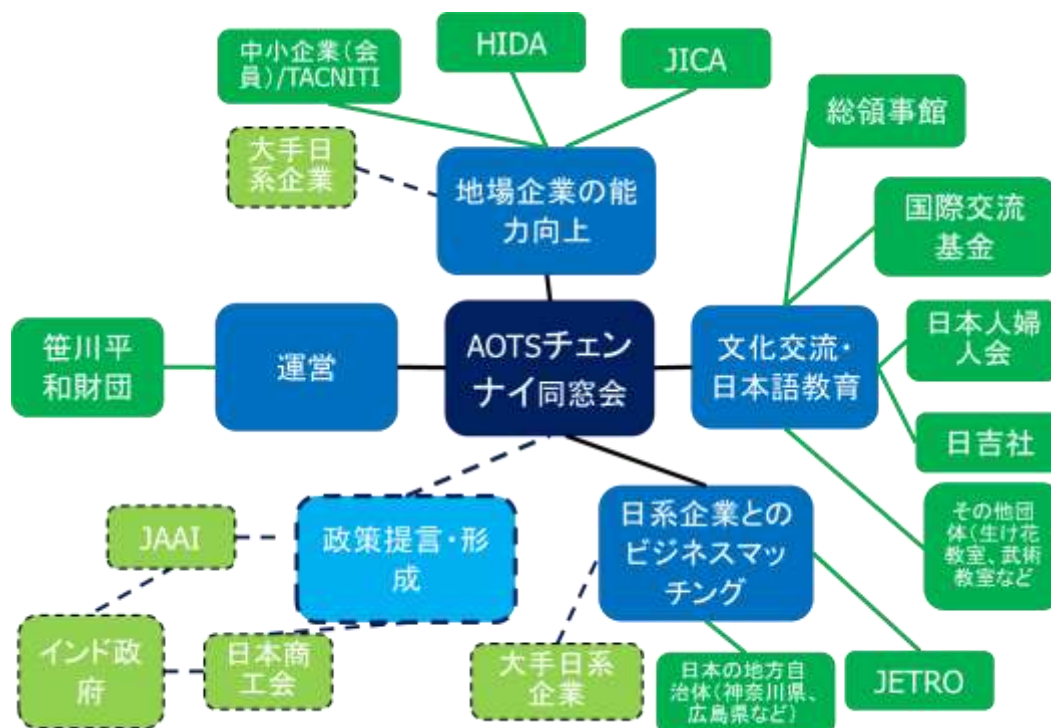 中小企業（会
員）/TACNITI
HIDA
JICA
総領事館
大手日
系企業
地場企業の能
力向上
国際交流
基金
笹川平
和財団
運営
AOTSチェン
ナイ同窓会
文化交流・
日本語教育
日本人婦
人会
日吉社
JAAI
政策提言・形
成
日系企業との
ビジネスマッ
チング
その他団
体（生け花
教室、武術
教室など
インド政
府
日本商
工会
大手日系
企業
日本の地方自
治体（神奈川県、
広島県など）
JETRO